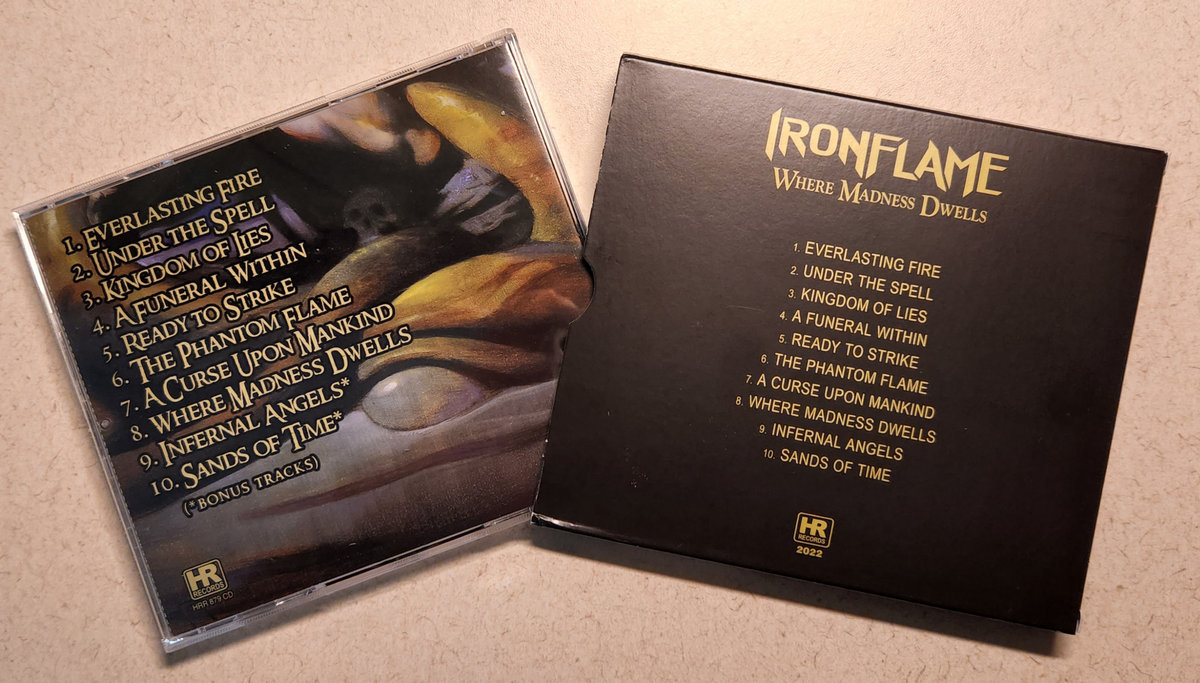 1. EVERLASTING FIRE
2. UNDER THE SPELL
3. KINGDOM OF LIES
4. A FUNERAL WITHIN
5. READY TO STRIKE
6. THE PHANTOM FLAME
7. A CURSE UPON MANKIND
8. WHERE MADNESS DWELLS
9. INFERNAL ANGELS*
10. SANDS OF TIME*
(*BONUS TRACKS)
HR
RECORDS
HRR 879 CD
IRONFLAME
WHERE MADNESS DWELLS
1. EVERLASTING FIRE
2. UNDER THE SPELL
3. KINGDOM OF LIES
4. A FUNERAL WITHIN
5. READY TO STRIKE
6. THE PHANTOM FLAME
7. A CURSE UPON MANKIND
8. WHERE MADNESS DWELLS
9. INFERNAL ANGELS
10. SANDS OF TIME
HR
RECORDS
2022